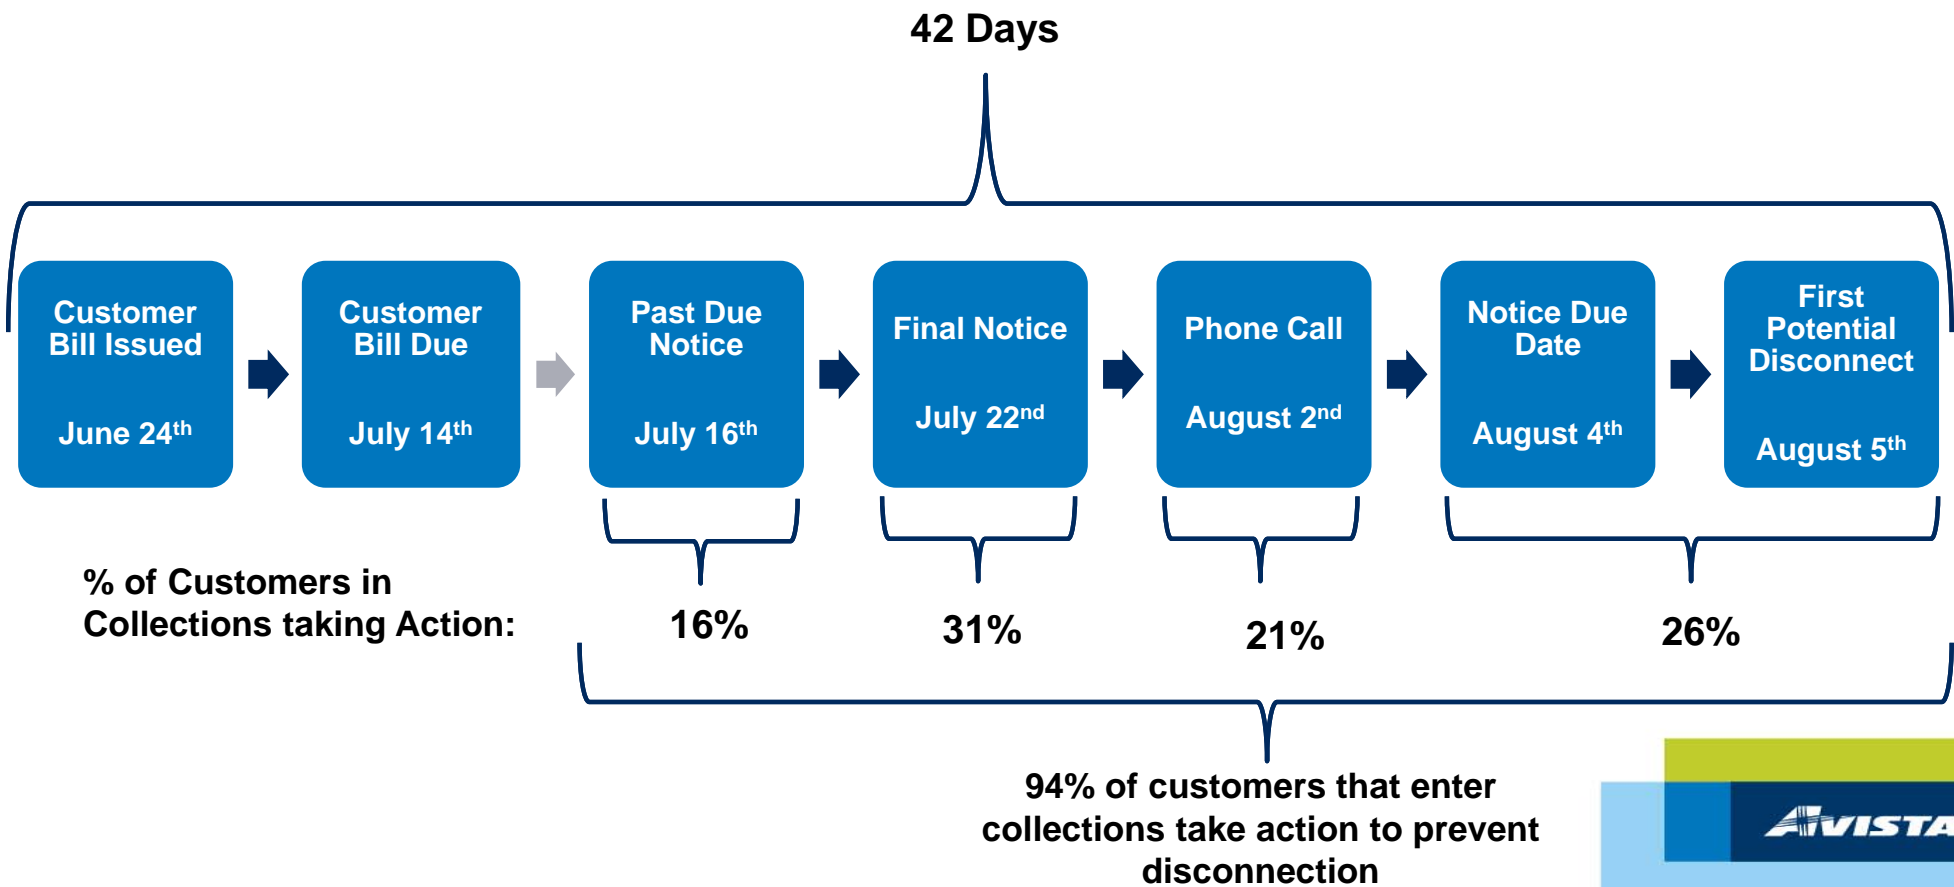 42 Days
Customer
Bill Issued
June 24th
Customer
Bill Due
July 14th
Past Due
Notice
July 16th
Final Notice
July 22nd
Phone Call
August 2nd
Notice Due
Date
August 4th
First
Potential
Disconnect
August 5th
% of Customers in
Collections taking Action:
16%
31%
21%
26%
94% of customers that enter
collections take action to prevent
disconnection
AVISTA